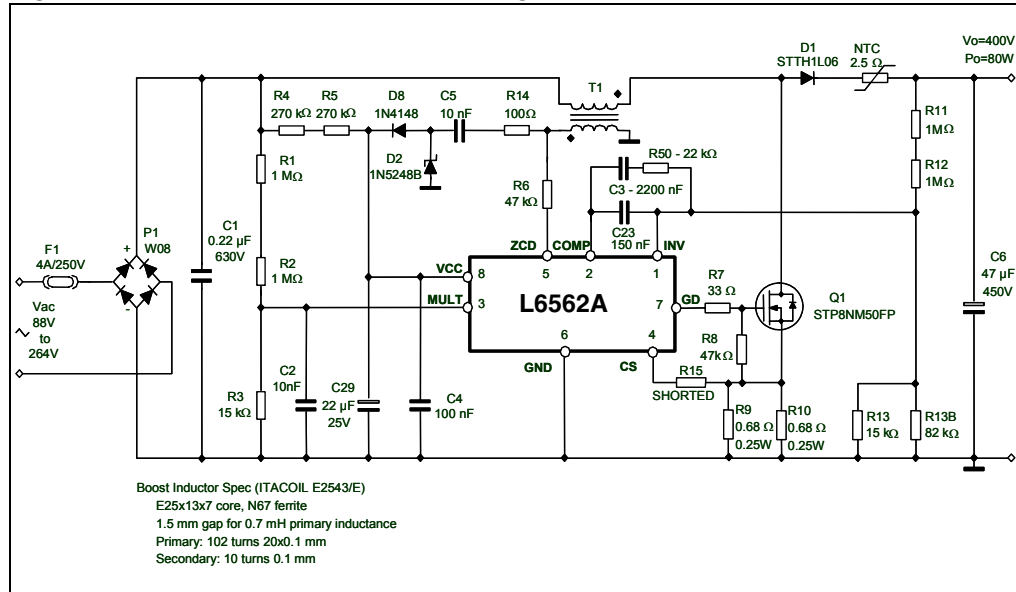 D1
STTH1L06
NTC
2.5 Ω
Vo=400V
Po=80W
R4
270 kΩ
R5
270 kΩ
D8
1N4148
C5
10 nF
R14
100Ω
T1
R11
1MΩ
R12
1MΩ
R1
1 MΩ
D2
1N5248B
R6
47 kΩ
R50 - 22 kΩ
C3 - 2200 nF
C23
150 nF
C1
0.22 µF
630V
P1
W08
+
-
F1
4A/250V
Vac
88V
to
264V
R2
1 MΩ
ZCD
COMP
INV
VCC
8
5
2
1
MULT
3
L6562A
7
GD
R7
33 Ω
Q1
STP8NM50FP
C6
47 µF
450V
6
4
GND
CS
R8
47kΩ
R15
SHORTED
R3
15 kΩ
C2
10nF
C29
22 µF
25V
C4
100 nF
R9
0.68 Ω
0.25W
R10
0.68 Ω
0.25W
R13
15 kΩ
R13B
82 kΩ
Boost Inductor Spec (ITACOIL E2543/E)
E25x13x7 core, N67 ferrite
1.5 mm gap for 0.7 mH primary inductance
Primary: 102 turns 20x0.1 mm
Secondary: 10 turns 0.1 mm